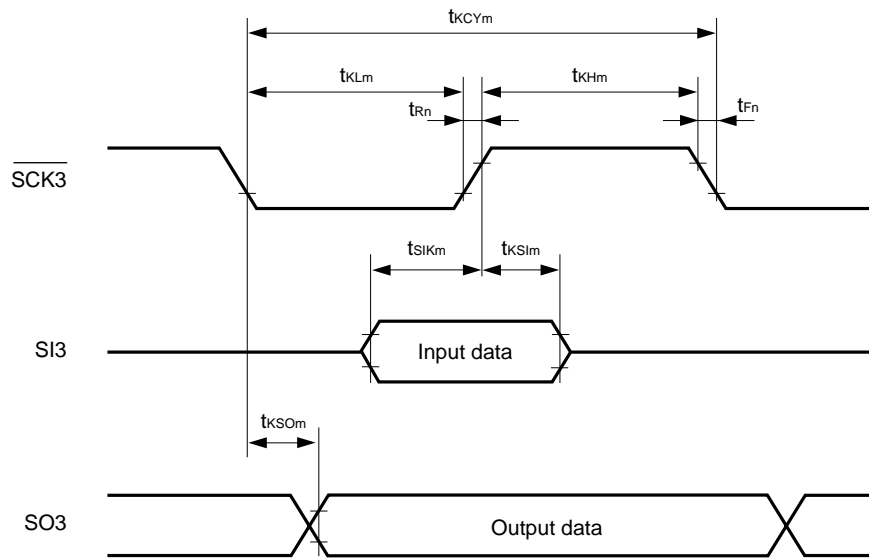 tKCYm
tKLm
tKHm
tRn
tFn
SCK3
tSIKm
tKSIm
SI3
Input data
tKSOm
SO3
Output data